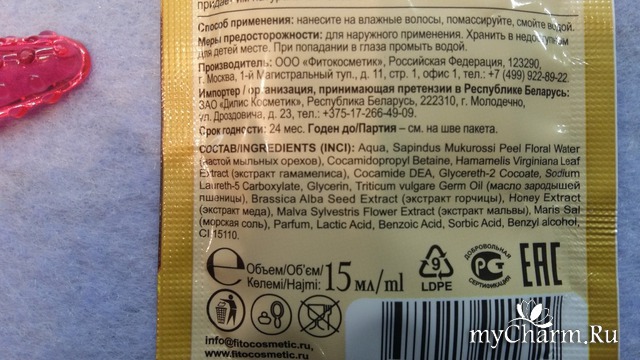 Способ применения: нанесите на влажные волосы, помассируйте, смойте водой.
Меры предосторожности: для наружного применения. Хранить в недоступном
для детей месте. При попадании в глаза промыть водой.
Производитель: ООО «Фитокосметик», Российская Федерация, 123290,
г. Москва, 1-й Магистральный туп., д. 11, стр. 1, офис 1, тел.: +7 (499) 922-89-22.
Импортер / организация, принимающая претензии в Республике Беларусь:
ЗАО «Дилис Косметик», Республика Беларусь, 222310, г. Молодечно,
ул. Дроздовича, д. 23, тел.: +375-17-266-49-09.
Срок годности: 24 мес. Годен до/Партия – см. на шве пакета.
СОСТАВ/INGREDIENTS (INCI): Aqua, Sapindus Mukurossi Peel Floral Water
(настой мыльных орехов), Cocamidopropyl Betaine, Hamamelis Virginiana Leaf
Extract (экстракт гамамелиса), Cocamide DEA, Glycereth-2 Cocoate, Sodium
Laureth-5 Carboxylate, Glycerin, Triticum vulgare Germ Oil (масло зародышей
пшеницы), Brassica Alba Seed Extract (экстракт горчицы), Honey Extract
(экстракт меда), Malva Sylvestris Flower Extract (экстракт мальвы), Maris Sal
(морская соль), Parfum, Lactic Acid, Benzoic Acid, Sorbic Acid, Benzyl alcohol,
CI 15110.
e Объем/Об'єм/ 15 мл/ml
Көлемі/Hajmi:
9
LDPE
ДОБРОВОЛЬНАЯ
СЕРТИФИКАЦИЯ
EAC
info@fitocosmetic.ru
www.fitocosmetic.ru
myCharm.Ru